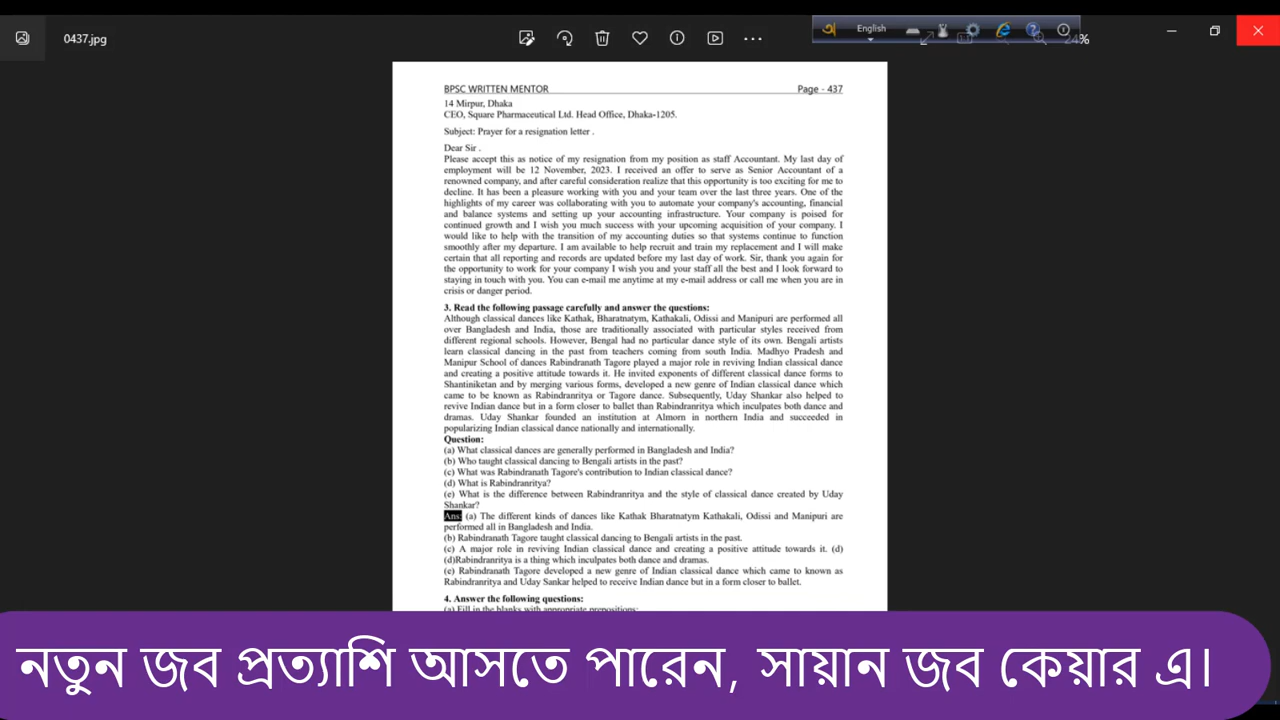 0437.jpg
English
24%
BPSC WRITTEN MENTOR Page - 437
14 Mirpur, Dhaka
CEO, Square Pharmaceutical Ltd. Head Office, Dhaka-1205.
Subject: Prayer for a resignation letter .
Dear Sir .
Please accept this as notice of my resignation from my position as staff Accountant. My last day of
employment will be 12 November, 2023. I received an offer to serve as Senior Accountant of a
renowned company, and after careful consideration realize that this opportunity is too exciting for me to
decline. It has been a pleasure working with you and your team over the last three years. One of the
highlights of my career was collaborating with you to automate your company's accounting, financial
and balance systems and setting up your accounting infrastructure. Your company is poised for
continued growth and I wish you much success with your upcoming acquisition of your company. I
would like to help with the transition of my accounting duties so that systems continue to function
smoothly after my departure. I am available to help recruit and train my replacement and I will make
certain that all reporting and records are updated before my last day of work. Sir, thank you again for
the opportunity to work for your company I wish you and your staff all the best and I look forward to
staying in touch with you. You can e-mail me anytime at my e-mail address or call me when you are in
crisis or danger period.
3. Read the following passage carefully and answer the questions:
Although classical dances like Kathak, Bharatnatym, Kathakali, Odissi and Manipuri are performed all
over Bangladesh and India, those are traditionally associated with particular styles received from
different regional schools. However, Bengal had no particular dance style of its own. Bengali artists
learn classical dancing in the past from teachers coming from south India. Madhyo Pradesh and
Manipur School of dances Rabindranath Tagore played a major role in reviving Indian classical dance
and creating a positive attitude towards it. He invited exponents of different classical dance forms to
Shantiniketan and by merging various forms, developed a new genre of Indian classical dance which
came to be known as Rabindranritya or Tagore dance. Subsequently, Uday Shankar also helped to
revive Indian dance but in a form closer to ballet than Rabindranritya which inculpates both dance and
dramas. Uday Shankar founded an institution at Almorn in northern India and succeeded in
popularizing Indian classical dance nationally and internationally.
Question:
(a) What classical dances are generally performed in Bangladesh and India?
(b) Who taught classical dancing to Bengali artists in the past?
(c) What was Rabindranath Tagore's contribution to Indian classical dance?
(d) What is Rabindranritya?
(e) What is the difference between Rabindranritya and the style of classical dance created by Uday
Shankar?
Ans: (a) The different kinds of dances like Kathak Bharatnatym Kathakali, Odissi and Manipuri are
performed all in Bangladesh and India.
(b) Rabindranath Tagore taught classical dancing to Bengali artists in the past.
(c) A major role in reviving Indian classical dance and creating a positive attitude towards it. (d)
(d)Rabindranritya is a thing which inculpates both dance and dramas.
(e) Rabindranath Tagore developed a new genre of Indian classical dance which came to known as
Rabindranritya and Uday Sankar helped to receive Indian dance but in a form closer to ballet.
4. Answer the following questions:
(a) Fill in the blanks with appropriate prepositions:
নতুন জব প্রত্যাশি আসতে পারেন, সায়ান জব কেয়ার এ।